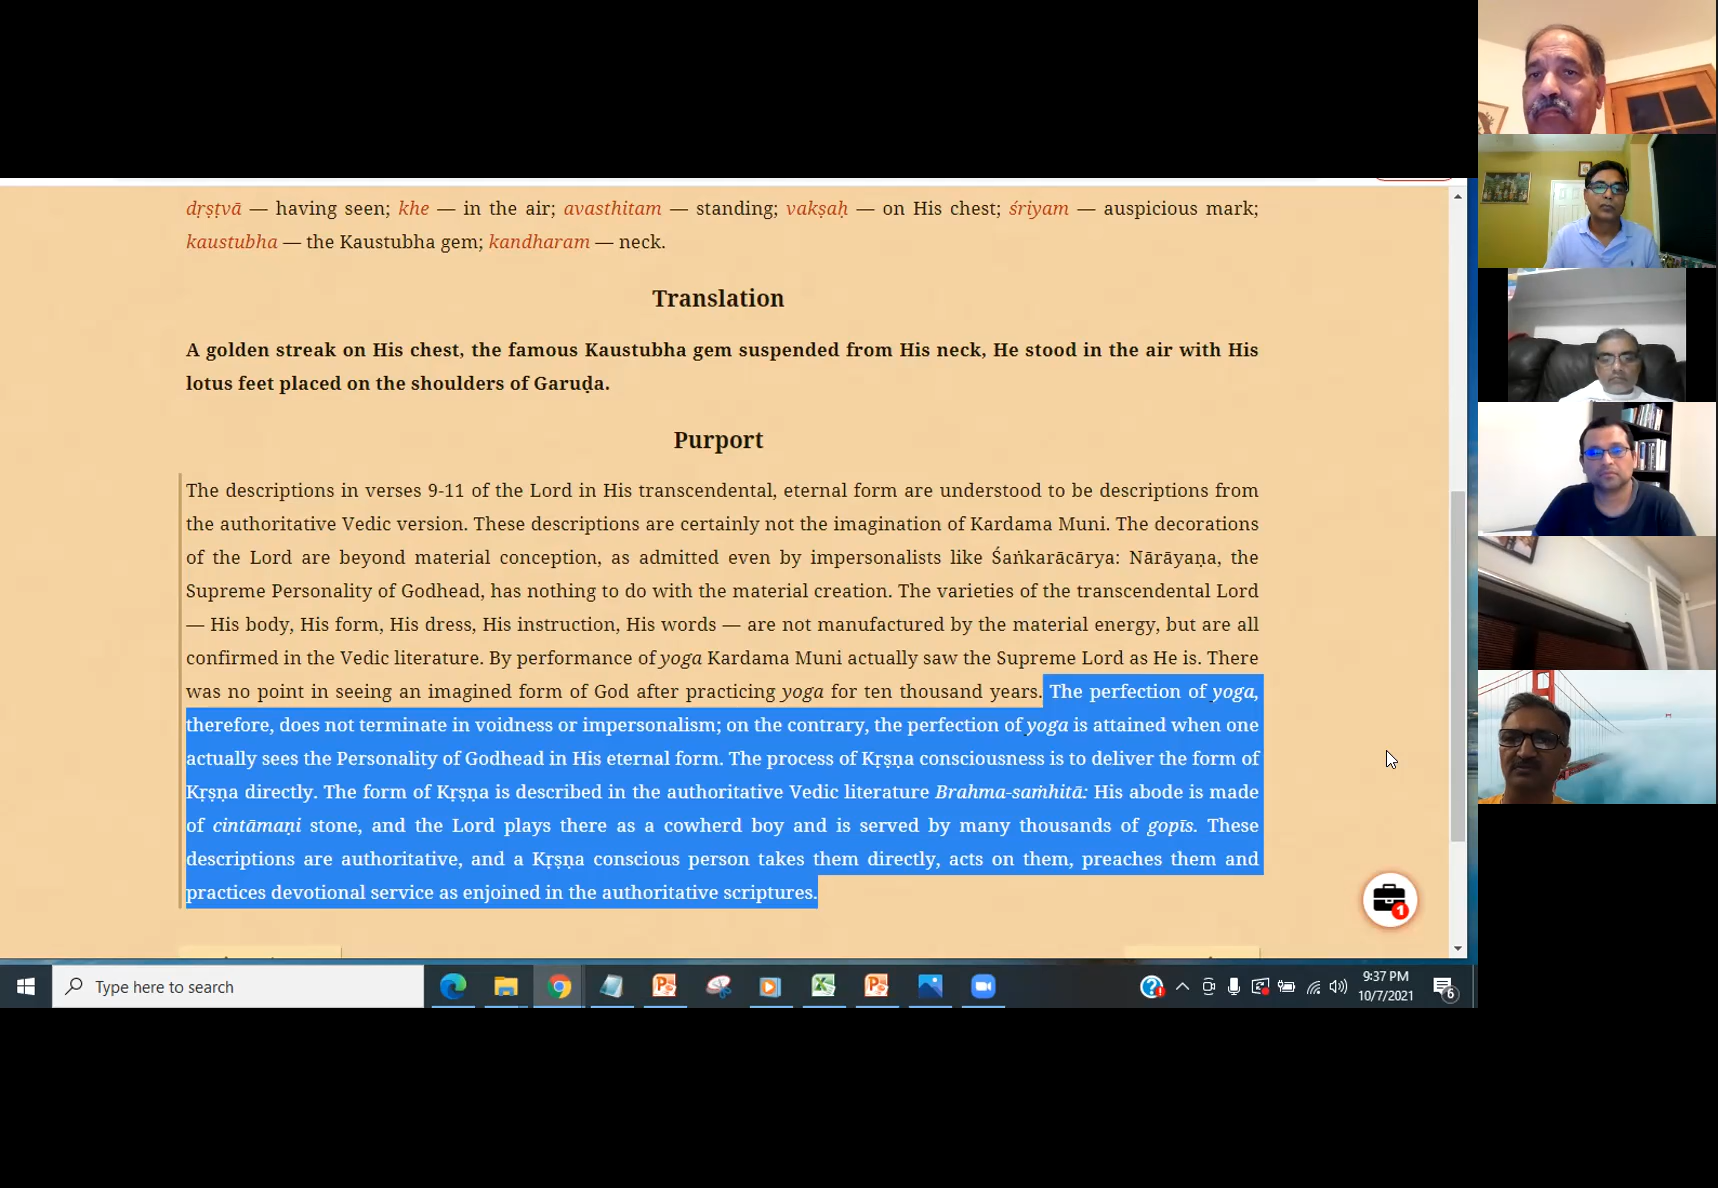 dṛṣṭvā — having seen; khe — in the air; avasthitam — standing; vakṣaḥ — on His chest; śriyam — auspicious mark;
kaustubha — the Kaustubha gem; kandharam — neck.
Translation
A golden streak on His chest, the famous Kaustubha gem suspended from His neck, He stood in the air with His
lotus feet placed on the shoulders of Garuḍa.
Purport
The descriptions in verses 9-11 of the Lord in His transcendental, eternal form are understood to be descriptions from
the authoritative Vedic version. These descriptions are certainly not the imagination of Kardama Muni. The decorations
of the Lord are beyond material conception, as admitted even by impersonalists like Śaṅkarācārya: Nārāyaṇa, the
Supreme Personality of Godhead, has nothing to do with the material creation. The varieties of the transcendental Lord
— His body, His form, His dress, His instruction, His words — are not manufactured by the material energy, but are all
confirmed in the Vedic literature. By performance of yoga Kardama Muni actually saw the Supreme Lord as He is. There
was no point in seeing an imagined form of God after practicing yoga for ten thousand years. The perfection of yoga,
therefore, does not terminate in voidness or impersonalism; on the contrary, the perfection of yoga is attained when one
actually sees the Personality of Godhead in His eternal form. The process of Kṛṣṇa consciousness is to deliver the form of
Kṛṣṇa directly. The form of Kṛṣṇa is described in the authoritative Vedic literature Brahma-saṁhitā: His abode is made
of cintāmaṇi stone, and the Lord plays there as a cowherd boy and is served by many thousands of gopīs. These
descriptions are authoritative, and a Kṛṣṇa conscious person takes them directly, acts on them, preaches them and
practices devotional service as enjoined in the authoritative scriptures.
1
Type here to search
9:37 PM
10/7/2021
6